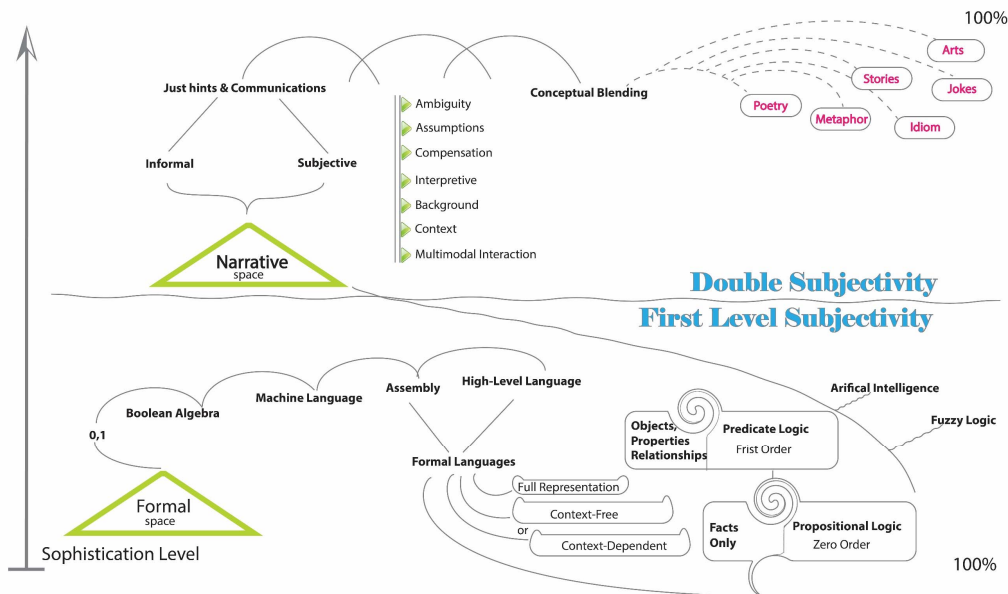 100%
Arts
Stories
Jokes
Poetry
Metaphor
Idiom
Just hints & Communications
Conceptual Blending
Informal
Subjective
Ambiguity
Assumptions
Compensation
Interpretive
Background
Context
Multimodal Interaction
Narrative
space
Double Subjectivity
First Level Subjectivity
High-Level Language
Assembly
Machine Language
Boolean Algebra
0,1
Arifical Intelligence
Fuzzy Logic
Objects,
Properties
Relationships
Predicate Logic
Frist Order
Formal Languages
Full Representation
Context-Free
or
Context-Dependent
Facts
Only
Propositional Logic
Zero Order
Formal
space
Sophistication Level
100%